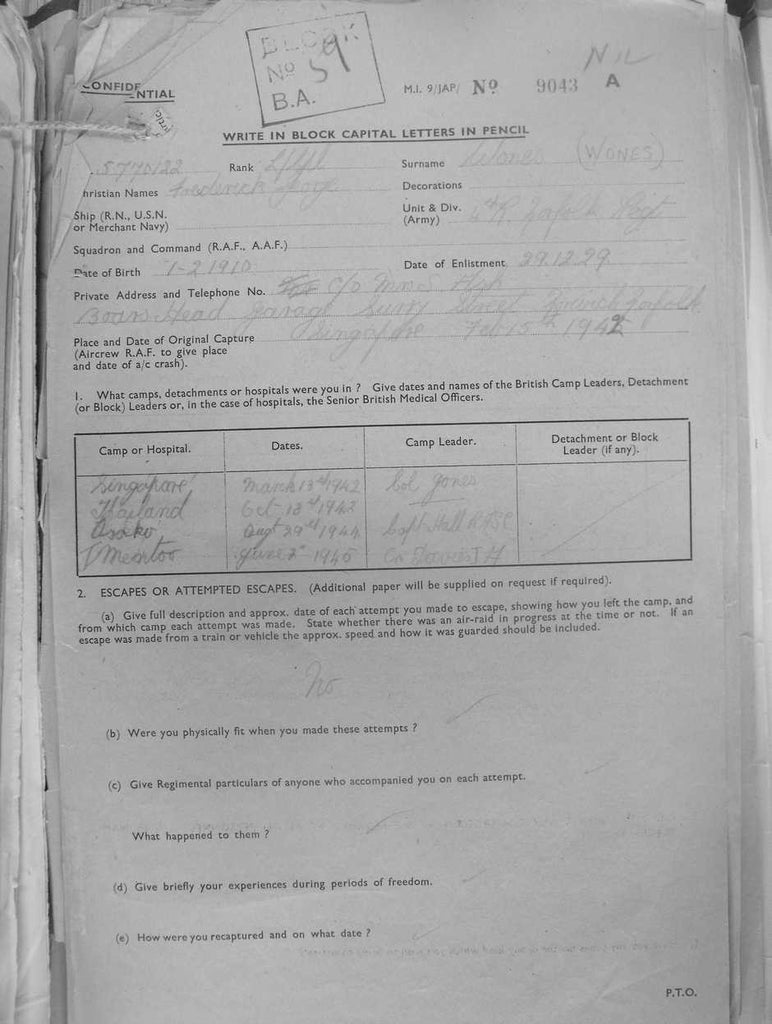 BLOCK
No 59
B.A.
NIL
CONFIDENTIAL
M.I. 9/JAP/ No 9043 A
WRITE IN BLOCK CAPITAL LETTERS IN PENCIL
5770122 Rank L/Cpl Surname Wones (WONES)
hristian Names Frederick George Decorations
Ship (R.N., U.S.N. or Merchant Navy) Unit & Div. (Army) 4th R. Norfolk Regt
Squadron and Command (R.A.F., A.A.F.)
Date of Birth 1-2-1910 Date of Enlistment 29.12.29
Private Address and Telephone No. C/o Mrs
Boars Head Garage Surry Street Norwich Norfolk
Place and Date of Original Capture Singapore Feb 15th 1942
(Aircrew R.A.F. to give place
and date of a/c crash).
1. What camps, detachments or hospitals were you in ? Give dates and names of the British Camp Leaders, Detachment
(or Block) Leaders or, in the case of hospitals, the Senior British Medical Officers.
Camp or Hospital. Dates. Camp Leader. Detachment or Block Leader (if any).
Singapore March 13th 1942 Col Jones
Thailand Oct 13th 1942
Augt 29th 1944 Capt Hall
June 2nd 1945
2. ESCAPES OR ATTEMPTED ESCAPES. (Additional paper will be supplied on request if required).
(a) Give full description and approx. date of each attempt you made to escape, showing how you left the camp, and
from which camp each attempt was made. State whether there was an air-raid in progress at the time or not. If an
escape was made from a train or vehicle the approx. speed and how it was guarded should be included.
No
(b) Were you physically fit when you made these attempts ?
(c) Give Regimental particulars of anyone who accompanied you on each attempt.
What happened to them ?
(d) Give briefly your experiences during periods of freedom.
(e) How were you recaptured and on what date ?
P.T.O.